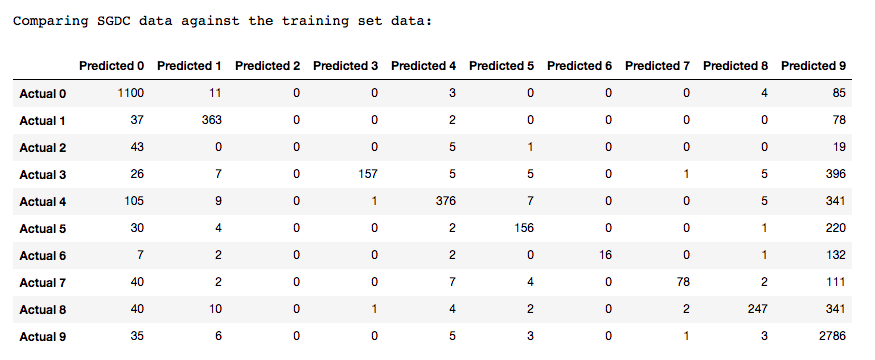 Comparing SGDC data against the training set data:
Predicted 0 Predicted 1 Predicted 2 Predicted 3 Predicted 4 Predicted 5 Predicted 6 Predicted 7 Predicted 8 Predicted 9
Actual 0 1100 11 0 0 3 0 0 0 4 85
Actual 1 37 363 0 0 2 0 0 0 0 78
Actual 2 43 0 0 0 5 1 0 0 0 19
Actual 3 26 7 0 157 5 5 0 1 5 396
Actual 4 105 9 0 1 376 7 0 0 5 341
Actual 5 30 4 0 0 2 156 0 0 1 220
Actual 6 7 2 0 0 2 0 16 0 1 132
Actual 7 40 2 0 0 7 4 0 78 2 111
Actual 8 40 10 0 1 4 2 0 2 247 341
Actual 9 35 6 0 0 5 3 0 1 3 2786